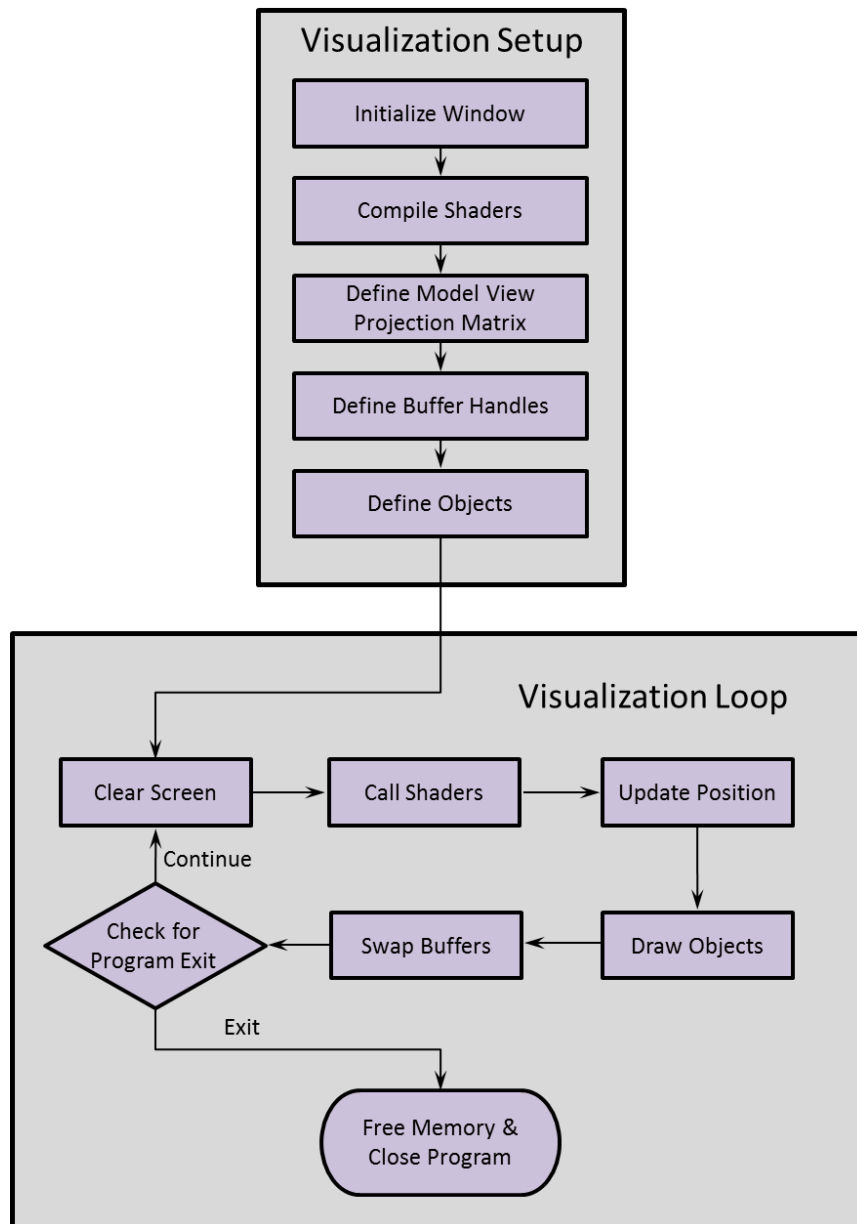 Visualization Setup
Initialize Window
Compile Shaders
Define Model View
Projection Matrix
Define Buffer Handles
Define Objects
Visualization Loop
Clear Screen
Call Shaders
Update Position
Continue
Check for
Program Exit
Swap Buffers
Draw Objects
Exit
Free Memory &
Close Program